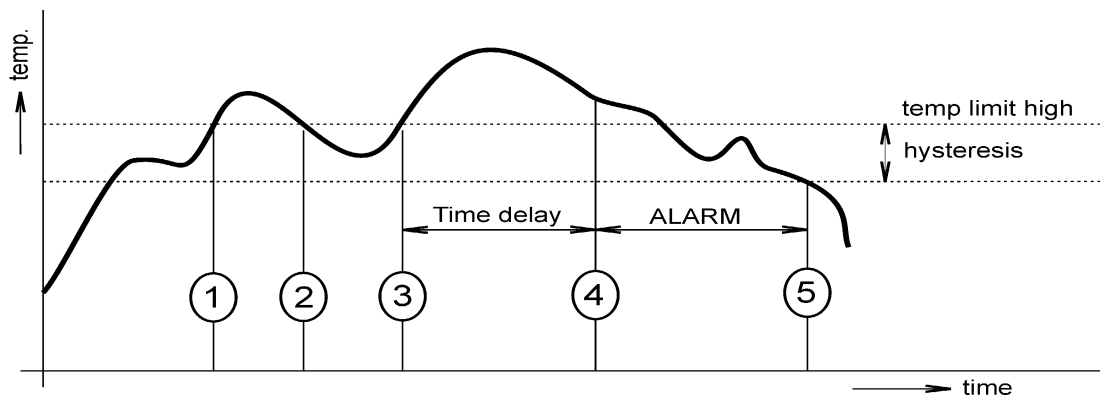 temp.
temp limit high
hysteresis
Time delay
ALARM
1
2
3
4
5
time